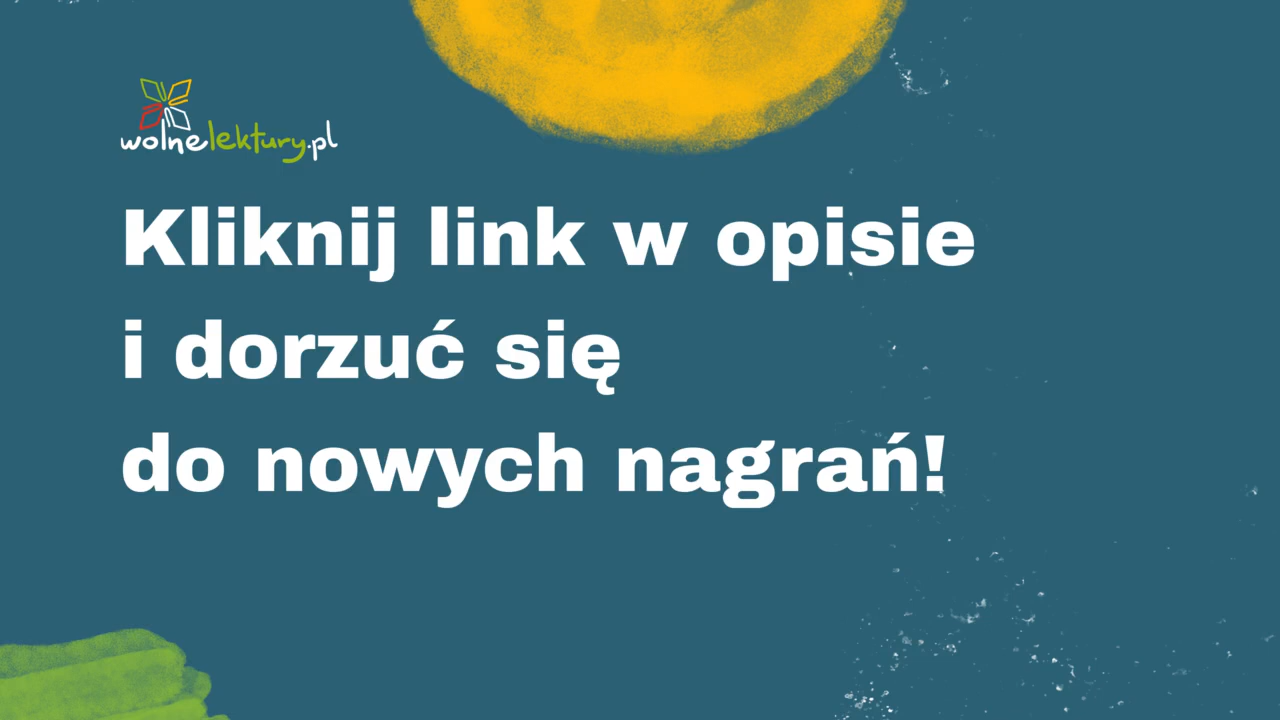 wolnelektury.pl
Kliknij link w opisie
i dorzuć się
do nowych nagrań!